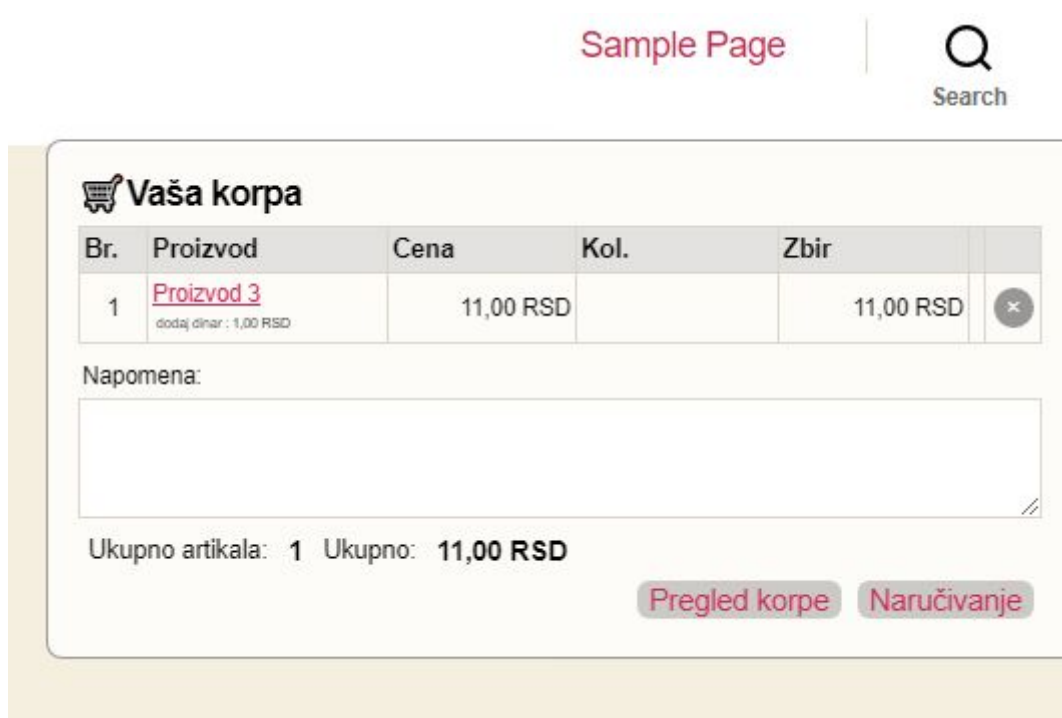 Sample Page
Search
Vaša korpa
Br. Proizvod Cena Kol. Zbir
1 Proizvod 3 11,00 RSD 11,00 RSD
dodaj dinar : 1,00 RSD
Napomena:
Ukupno artikala: 1 Ukupno: 11,00 RSD
Pregled korpe Naručivanje